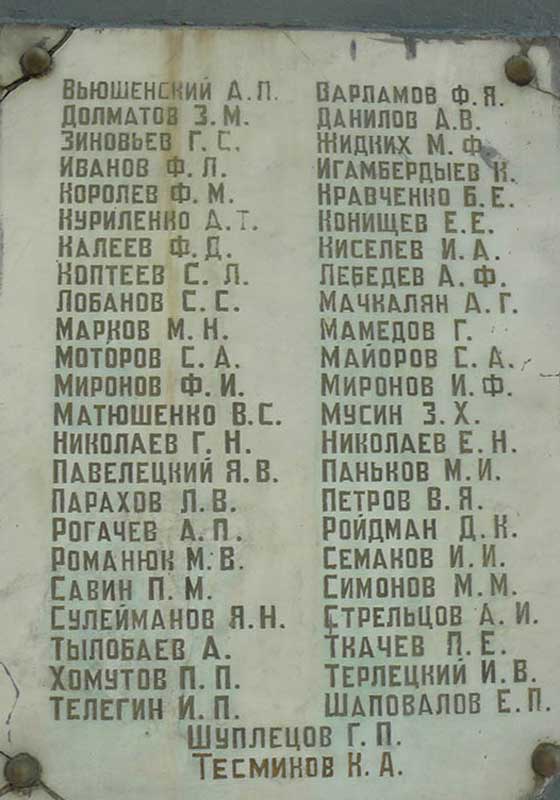 Вьюшенский А.П. Варламов Ф.Я.
Долматов З.М. Данилов А.В.
Зиновьев Г.С. Жидких М.Ф.
Иванов Ф.Л. Игамбердыев К.
Королев Ф.М. Кравченко Б.Е.
Куриленко А.Т. Конищев Е.Е.
Калеев Ф.Д. Киселев И.А.
Коптеев С.Л. Лебедев А.Ф.
Лобанов С.С. Мачкалян А.Г.
Марков М.Н. Мамедов Г.
Моторов С.А. Майоров С.А.
Миронов Ф.И. Миронов И.Ф.
Матюшенко В.С. Мусин З.Х.
Николаев Г.Н. Николаев Е.Н.
Павелецкий Я.В. Паньков М.И.
Парахов Л.В. Петров В.Я.
Рогачев А.П. Ройдман Д.К.
Романюк М.В. Семаков И.И.
Савин П.М. Симонов М.М.
Сулейманов Я.Н. Стрельцов А.И.
Тылобаев А. Ткачев П.Е.
Хомутов П.П. Терлецкий И.В.
Телегин И.П. Шаповалов Е.П.
Шуплецов Г.П.
Тесмиков К.А.